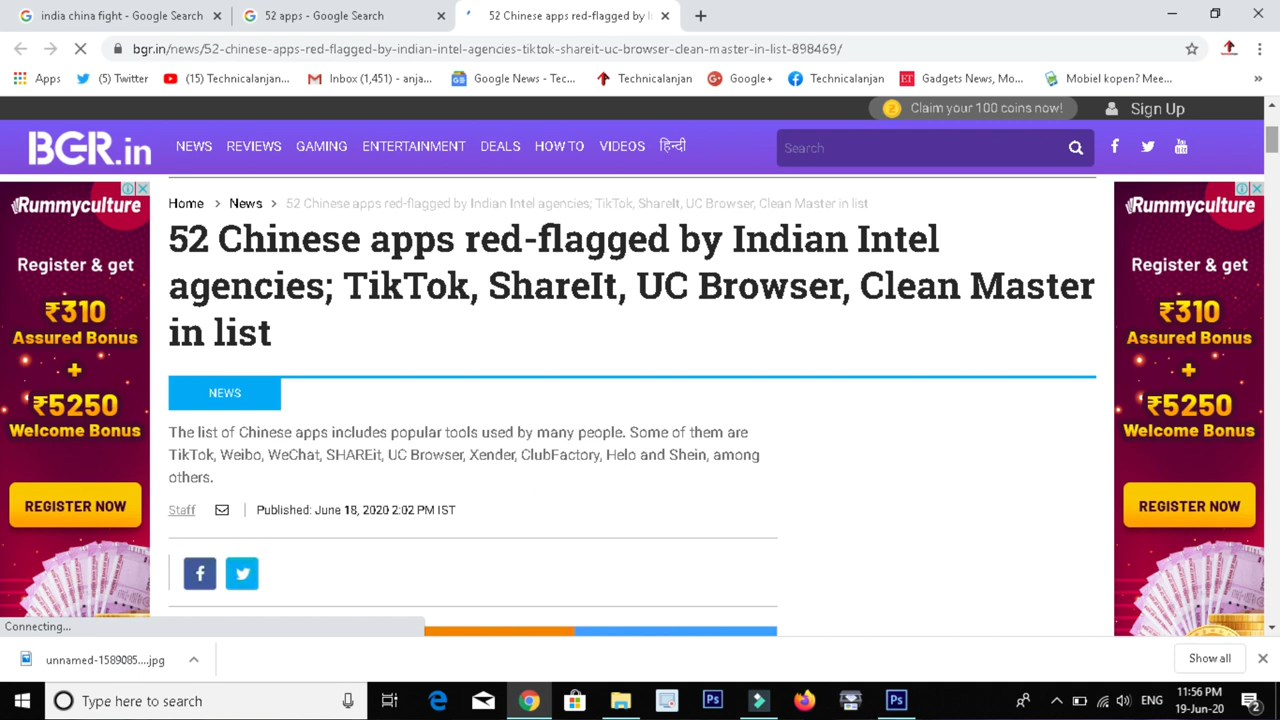 india china fight - Google Search
52 apps - Google Search
52 Chinese apps red-flagged by I
bgr.in/news/52-chinese-apps-red-flagged-by-indian-intel-agencies-tiktok-shareit-uc-browser-clean-master-in-list-898469/
Apps
(5) Twitter
(15) Technicalanjan...
Inbox (1,451) - anja...
Google News - Tec...
Technicalanjan
Google+
Technicalanjan
ET
Gadgets News, Mo...
Mobiel kopen? Mee...
Claim your 100 coins now!
Sign Up
BGR.in
NEWS
REVIEWS
GAMING
ENTERTAINMENT
DEALS
HOW TO
VIDEOS
हिन्दी
Search
Home > News > 52 Chinese apps red-flagged by Indian Intel agencies; TikTok, ShareIt, UC Browser, Clean Master in list
52 Chinese apps red-flagged by Indian Intel
agencies; TikTok, ShareIt, UC Browser, Clean Master
in list
NEWS
The list of Chinese apps includes popular tools used by many people. Some of them are
TikTok, Weibo, WeChat, SHAREit, UC Browser, Xender, ClubFactory, Helo and Shein, among
others.
Staff
Published: June 18, 2020 2:02 PM IST
Rummyculture
Register & get
₹310
Assured Bonus
+
₹5250
Welcome Bonus
REGISTER NOW
Rummyculture
Register & get
₹310
Assured Bonus
+
₹5250
Welcome Bonus
REGISTER NOW
Connecting...
unnamed-1589085....jpg
Show all
Type here to search
Ps
Ps
ENG
11:56 PM
19-Jun-20
2